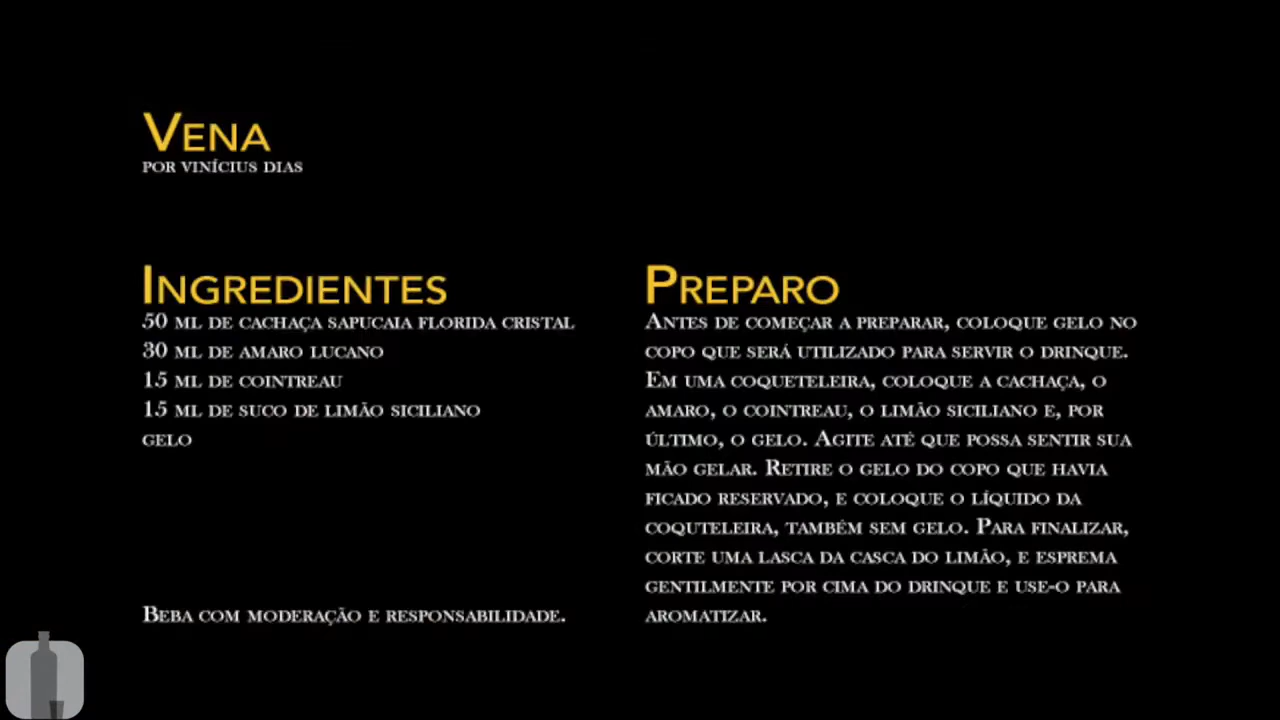 Vena
por vinícius dias
Ingredientes
50 ml de cachaça sapucaia florida cristal
30 ml de amaro lucano
15 ml de cointreau
15 ml de suco de limão siciliano
gelo
Beba com moderação e responsabilidade.
Preparo
Antes de começar a preparar, coloque gelo no
copo que será utilizado para servir o drinque.
Em uma coqueteleira, coloque a cachaça, o
amaro, o cointreau, o limão siciliano e, por
último, o gelo. Agite até que possa sentir sua
mão gelar. Retire o gelo do copo que havia
ficado reservado, e coloque o líquido da
coquteleira, também sem gelo. Para finalizar,
corte uma lasca da casca do limão, e esprema
gentilmente por cima do drinque e use-o para
aromatizar.